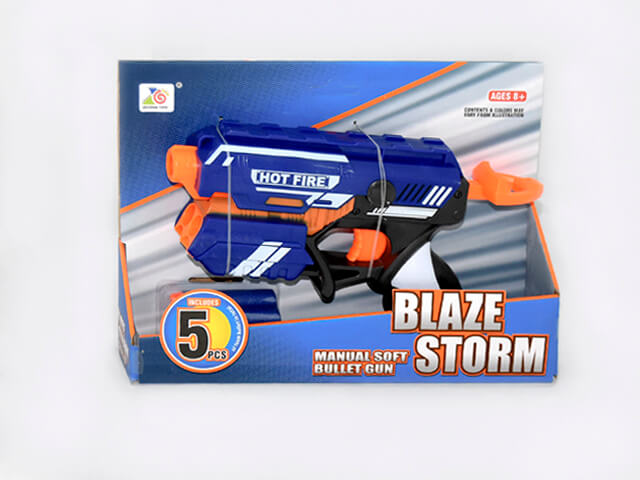 AGES 8+
CONTENTS & COLORS MAY
VARY FROM ILLUSTRATION
HOT FIRE
INCLUDES
5
PCS
BLAZE
STORM
MANUAL SOFT
BULLET GUN